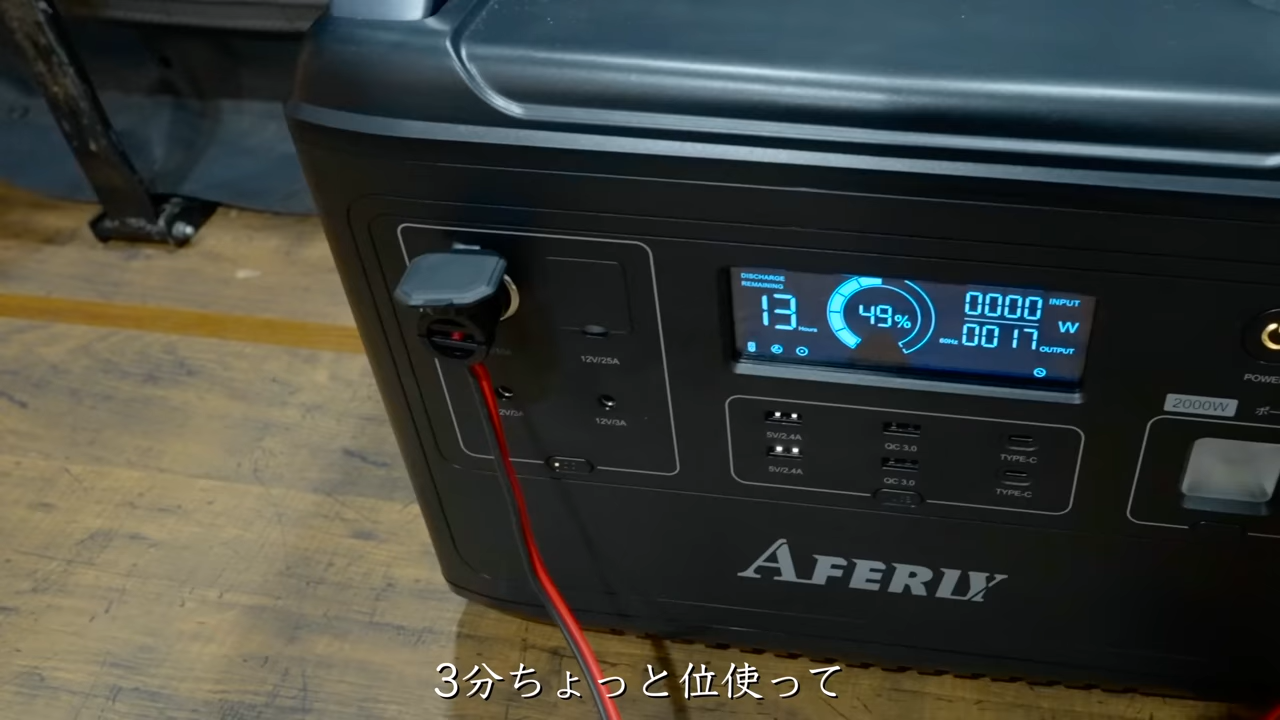 DISCHARGE
REMAINING
13 Hours
49%
0000 INPUT
W
60Hz 0017 OUTPUT
12V/25A
12V/3A
12V/3A
5V/2.4A
QC 3.0
TYPE-C
5V/2.4A
QC 3.0
TYPE-C
2000W
AFERIY
3分ちょっと位使って